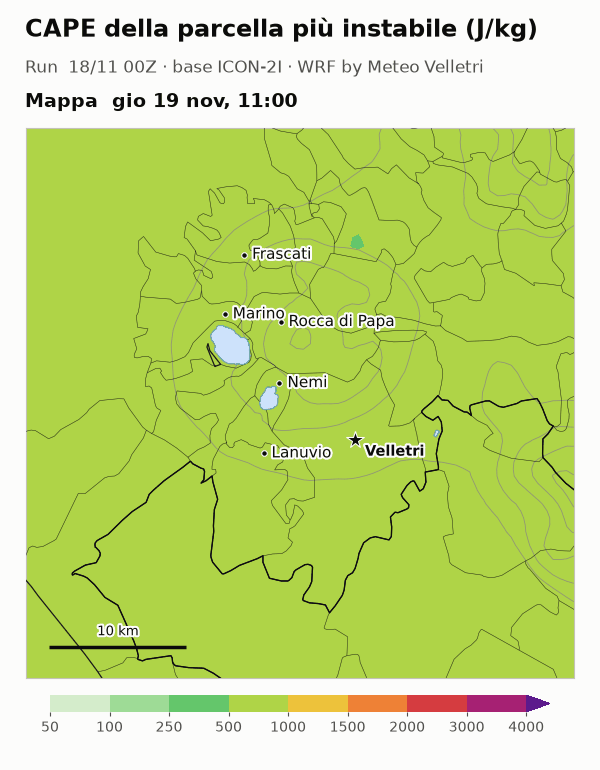 CAPE della parcella più instabile (J/kg)
Run  18/11 00Z · base ICON-2I · WRF by Meteo Velletri
Mappa  gio 19 nov, 11:00
Frascati
Marino
Rocca di Papa
Nemi
Velletri
Lanuvio
10 km
50 100 250 500 1000 1500 2000 3000 4000